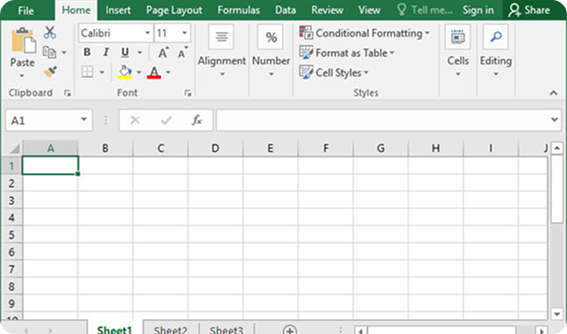 File Home Insert Page Layout Formulas Data Review View Tell me... Sign in Share
Calibri 11
Paste
B I U A A
A
Alignment
%
Number
Conditional Formatting
Format as Table
Cell Styles
Cells
Editing
Clipboard Font Styles
A1 fx
A B C D E F G H I J
1
2
3
4
5
6
7
8
9
10
Sheet1 Sheet2 Sheet3